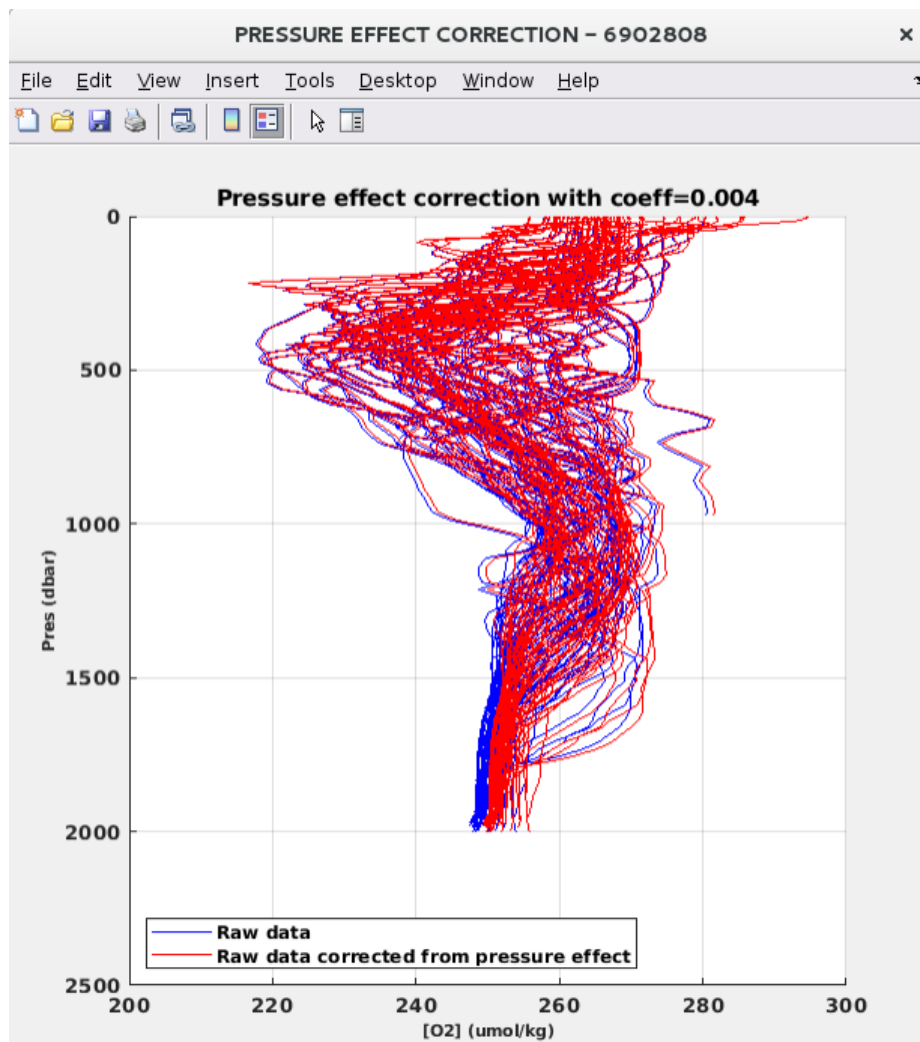 PRESSURE EFFECT CORRECTION – 6902808
File Edit View Insert Tools Desktop Window Help
Pressure effect correction with coeff=0.004
0
500
1000
1500
2000
2500
Pres (dbar)
Raw data
Raw data corrected from pressure effect
200 220 240 260 280 300
[O2] (umol/kg)